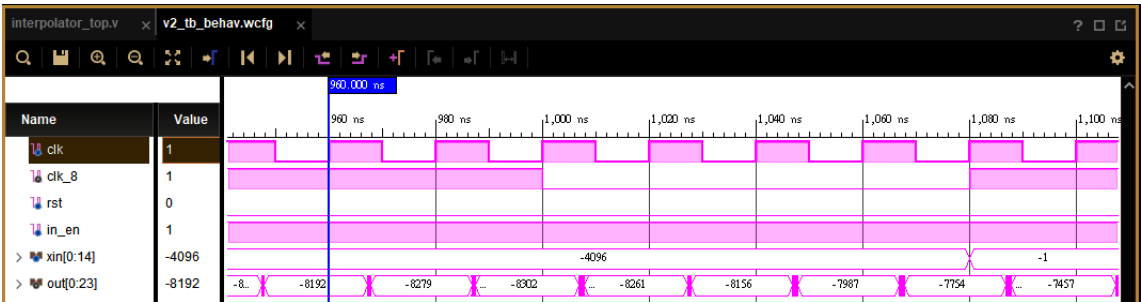 interpolator_top.v × v2_tb_behav.wcfg × ?
960.000 ns
Name Value 960 ns 980 ns 1,000 ns 1,020 ns 1,040 ns 1,060 ns 1,080 ns 1,100 ns
clk 1
clk_8 1
rst 0
in_en 1
> xin[0:14] -4096 -4096 -1
> out[0:23] -8192 -8... -8192 -8279 ... -8302 ... -8261 -8156 -7987 -7754 ... -7457